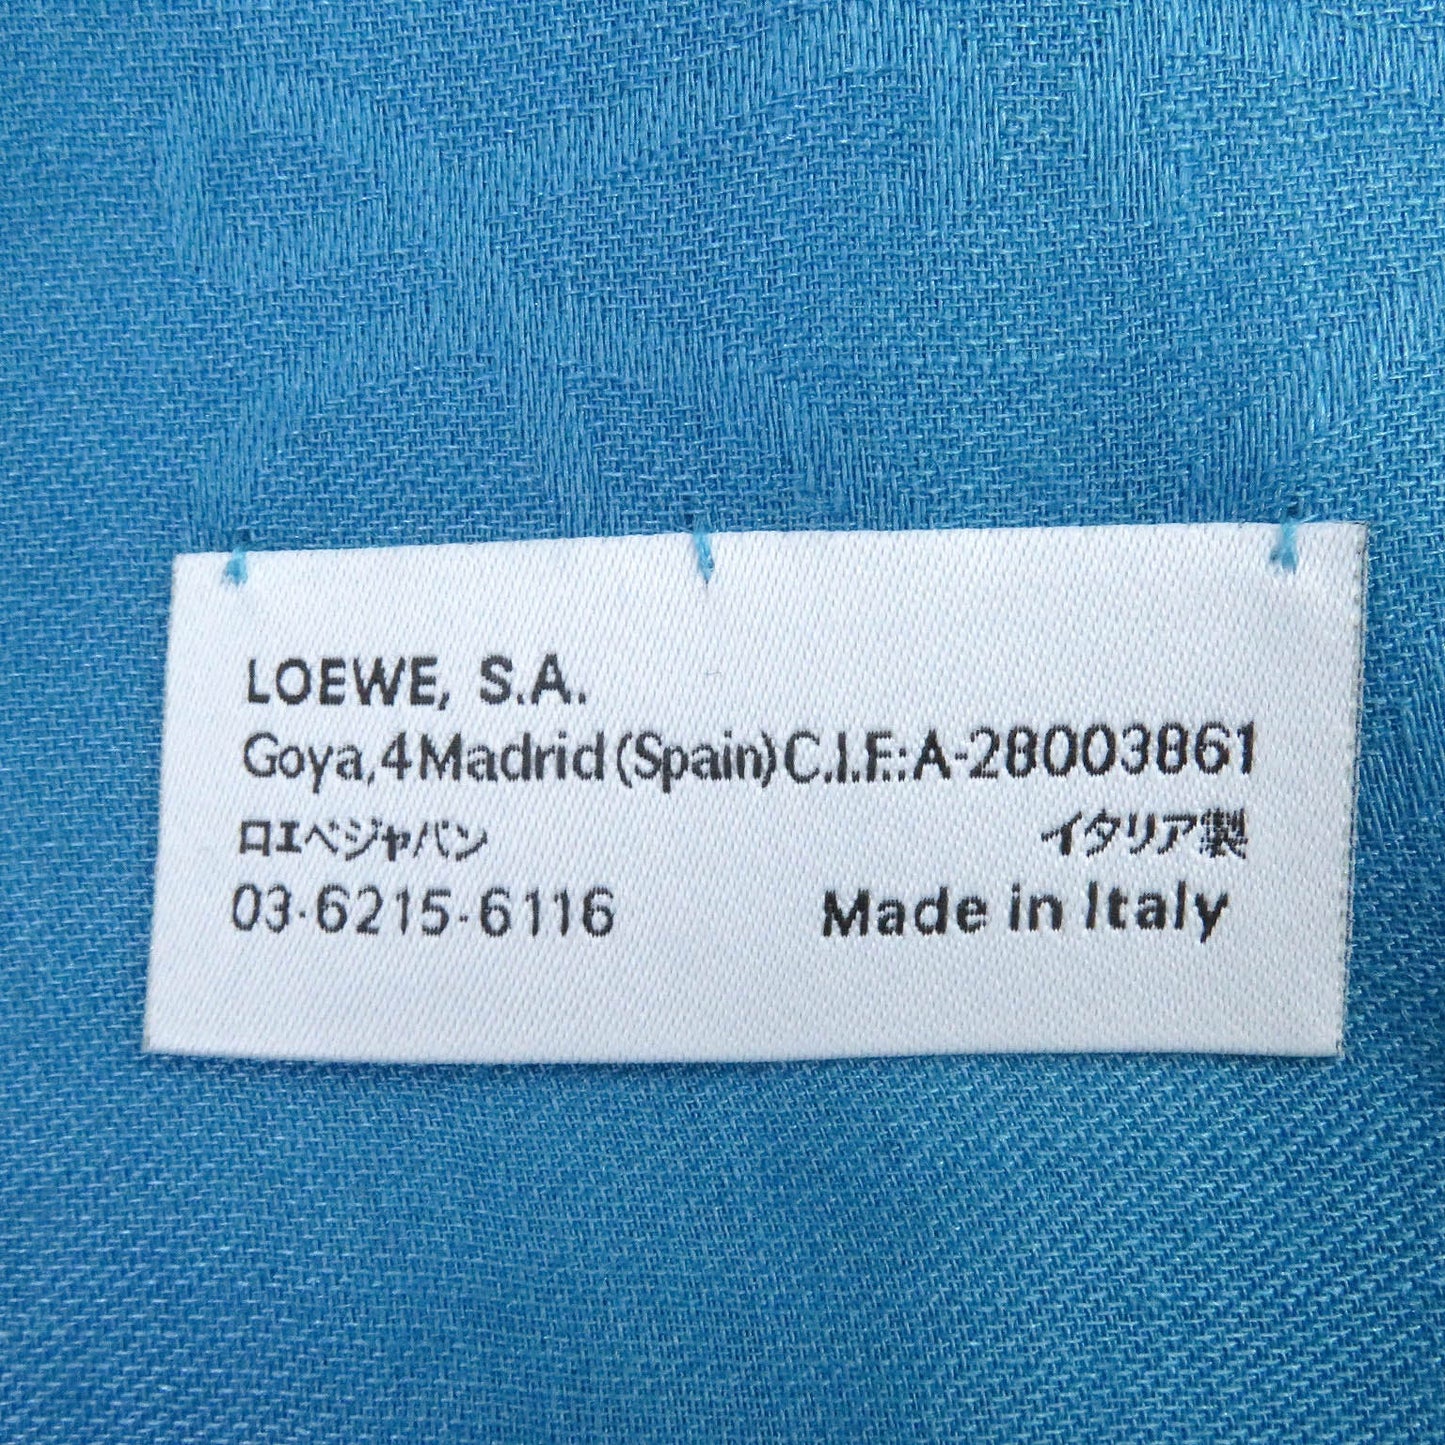 LOEWE, S.A.
Goya,4 Madrid (Spain) C.I.F.: A-28003861
ロエベジャパン イタリア製
03-6215-6116 Made in Italy